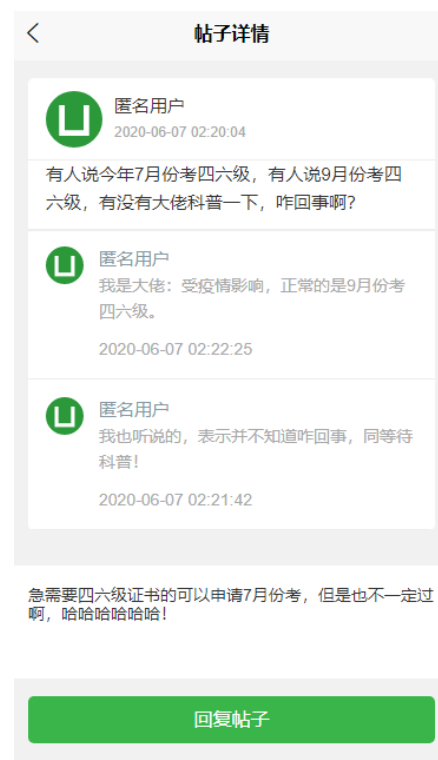 帖子详情
匿名用户
2020-06-07 02:20:04
有人说今年7月份考四六级，有人说9月份考四
六级，有没有大佬科普一下，咋回事啊？
匿名用户
我是大佬：受疫情影响，正常的是9月份考
四六级。
2020-06-07 02:22:25
匿名用户
我也听说的，表示并不知道咋回事，同等待
科普！
2020-06-07 02:21:42
急需要四六级证书的可以申请7月份考，但是也不一定过
啊，哈哈哈哈哈哈！
回复帖子